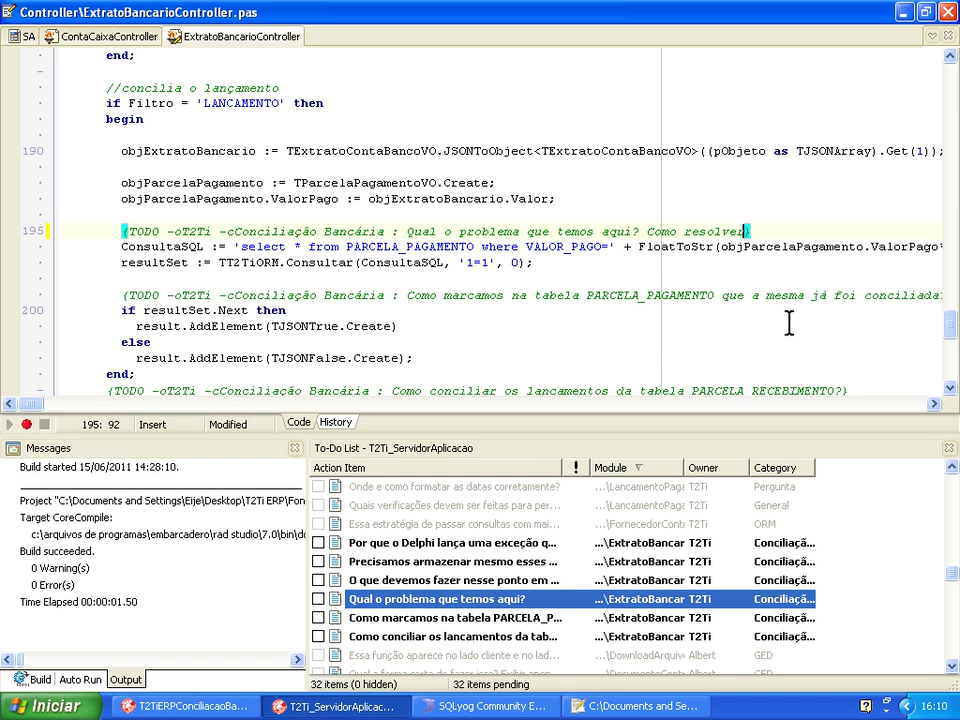 Controller\ExtratoBancarioController.pas
SA ContaCaixaController ExtratoBancarioController
end;
//concilia o lançamento
if Filtro = 'LANCAMENTO' then
begin
190 objExtratoBancario := TExtratoContaBancoVO.JSONToObject<TExtratoContaBancoVO>((pObjeto as TJSONArray).Get(1));
objParcelaPagamento := TParcelaPagamentoVO.Create;
objParcelaPagamento.ValorPago := objExtratoBancario.Valor;
195 {TODO -oT2Ti -cConciliação Bancária : Qual o problema que temos aqui? Como resolver}
ConsultaSQL := 'select * from PARCELA_PAGAMENTO where VALOR_PAGO=' + FloatToStr(objParcelaPagamento.ValorPago*
resultSet := TT2TiORM.Consultar(ConsultaSQL, '1=1', 0);
{TODO -oT2Ti -cConciliação Bancária : Como marcamos na tabela PARCELA_PAGAMENTO que a mesma já foi conciliada?
200 if resultSet.Next then
result.AddElement(TJSONTrue.Create)
else
result.AddElement(TJSONFalse.Create);
end;
{TODO -oT2Ti -cConciliação Bancária : Como conciliar os lancamentos da tabela PARCELA RECEBIMENTO?}
195: 92 Insert Modified Code History
Messages
Build started 15/06/2011 14:28:10.
Project "C:\Documents and Settings\Eije\Desktop\T2Ti ERP\Fon
Target CoreCompile:
c:\arquivos de programas\embarcadero\rad studio\7.0\bin\dc
Build succeeded.
0 Warning(s)
0 Error(s)
Time Elapsed 00:00:01.50
Build Auto Run Output
To-Do List - T2Ti_ServidorAplicacao
Action Item ! Module Owner Category
Onde e como formatar as datas corretamente? ...\LancamentoPaga T2Ti Pergunta
Quais verificações devem ser feitas para per... ...\LancamentoPaga T2Ti General
Essa estratégia de passar consultas com mai... ...\FornecedorContr T2Ti ORM
Por que o Delphi lança uma exceção q... ...\ExtratoBancar T2Ti Conciliaçã...
Precisamos armazenar mesmo esses ... ...\ExtratoBancar T2Ti Conciliaçã...
O que devemos fazer nesse ponto em ... ...\ExtratoBancar T2Ti Conciliaçã...
Qual o problema que temos aqui? ...\ExtratoBancar T2Ti Conciliaçã...
Como marcamos na tabela PARCELA_P... ...\ExtratoBancar T2Ti Conciliaçã...
Como conciliar os lancamentos da tab... ...\ExtratoBancar T2Ti Conciliaçã...
Essa função aparece no lado cliente e no lad... ...\DownloadArquiv Albert GED
32 items (0 hidden) 32 items pending
Iniciar T2TiERPConciliacaoBa... T2Ti_ServidorAplicac... SQLyog Community E... C:\Documents and Se... 16:10